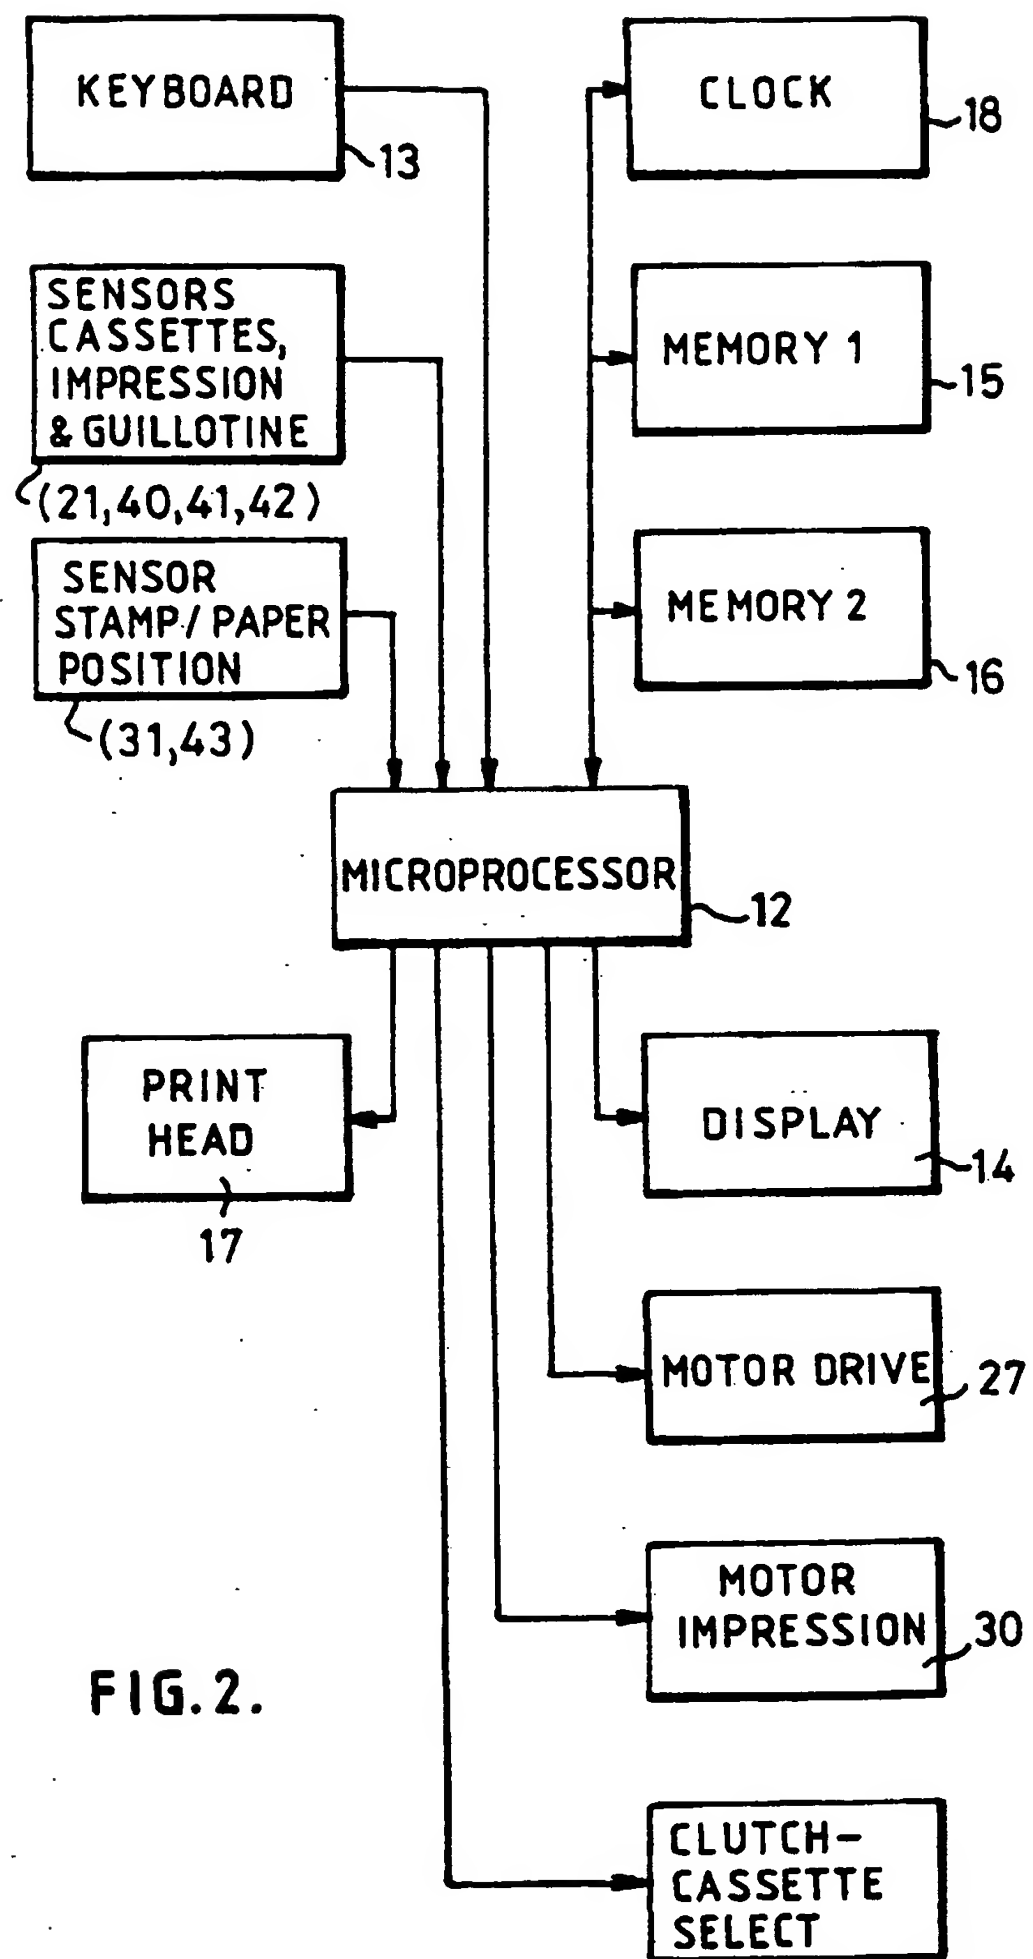 KEYBOARD
13
CLOCK
18
SENSORS
CASSETTES,
IMPRESSION
& GUILLOTINE
(21,40,41,42)
MEMORY 1
15
SENSOR
STAMP/PAPER
POSITION
(31,43)
MEMORY 2
16
MICROPROCESSOR
12
PRINT
HEAD
17
DISPLAY
14
MOTOR DRIVE
27
MOTOR
IMPRESSION
30
FIG.2.
CLUTCH-
CASSETTE
SELECT